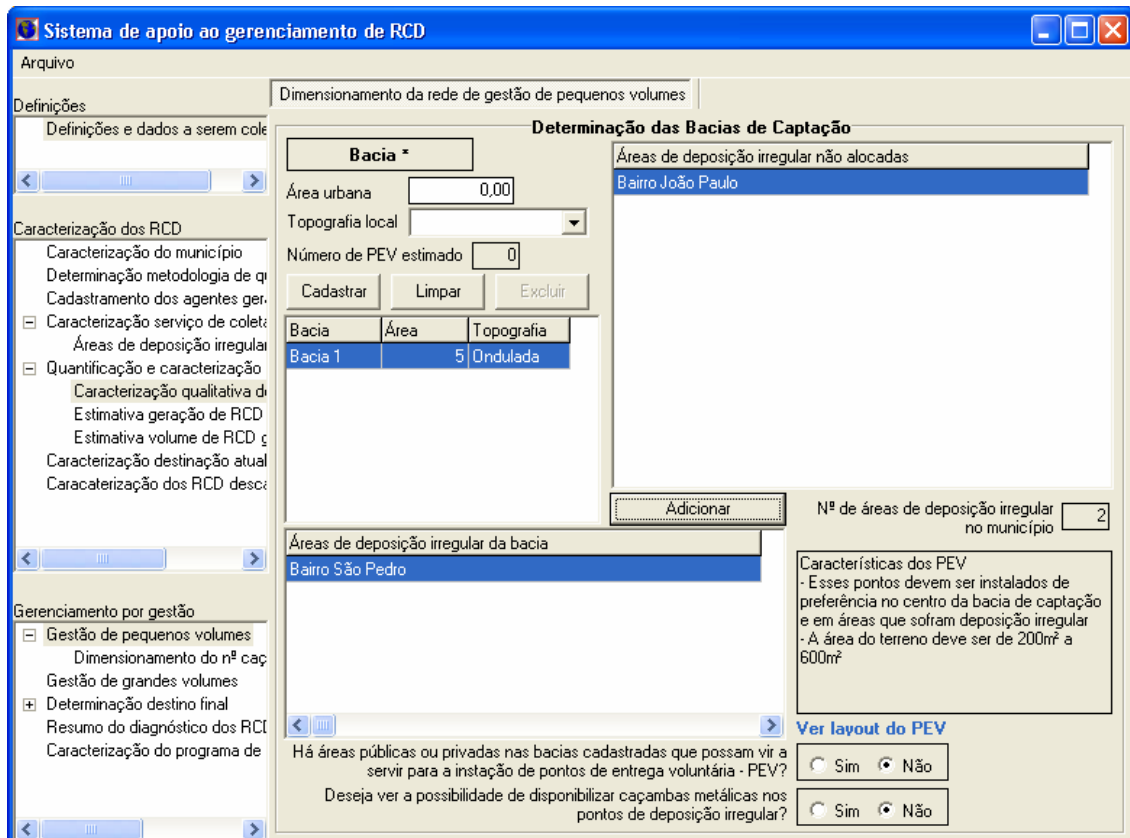 Sistema de apoio ao gerenciamento de RCD
Arquivo
Definições
Definições e dados a serem cole
Caracterização dos RCD
Caracterização do município
Determinação metodologia de qu
Cadastramento dos agentes ger
Caracterização serviço de coleta
Áreas de deposição irregular
Quantificação e caracterização
Caracterização qualitativa de
Estimativa geração de RCD
Estimativa volume de RCD g
Caracterização destinação atual
Caracaterização dos RCD desca
Gerenciamento por gestão
Gestão de pequenos volumes
Dimensionamento do nº caç
Gestão de grandes volumes
Determinação destino final
Resumo do diagnóstico dos RCD
Caracterização do programa de
Dimensionamento da rede de gestão de pequenos volumes
Determinação das Bacias de Captação
Bacia *
Área urbana 0,00
Topografia local
Número de PEV estimado 0
Cadastrar Limpar Excluir
Bacia Área Topografia
Bacia 1 5 Ondulada
Áreas de deposição irregular não alocadas
Bairro João Paulo
Adicionar
Nº de áreas de deposição irregular
no município 2
Áreas de deposição irregular da bacia
Bairro São Pedro
Características dos PEV
- Esses pontos devem ser instalados de
preferência no centro da bacia de captação
e em áreas que sofram deposição irregular
- A área do terreno deve ser de 200m² a
600m²
Ver layout do PEV
Há áreas públicas ou privadas nas bacias cadastradas que possam vir a
servir para a instação de pontos de entrega voluntária - PEV?
Sim Não
Deseja ver a possibilidade de disponibilizar caçambas metálicas nos
pontos de deposição irregular?
Sim Não